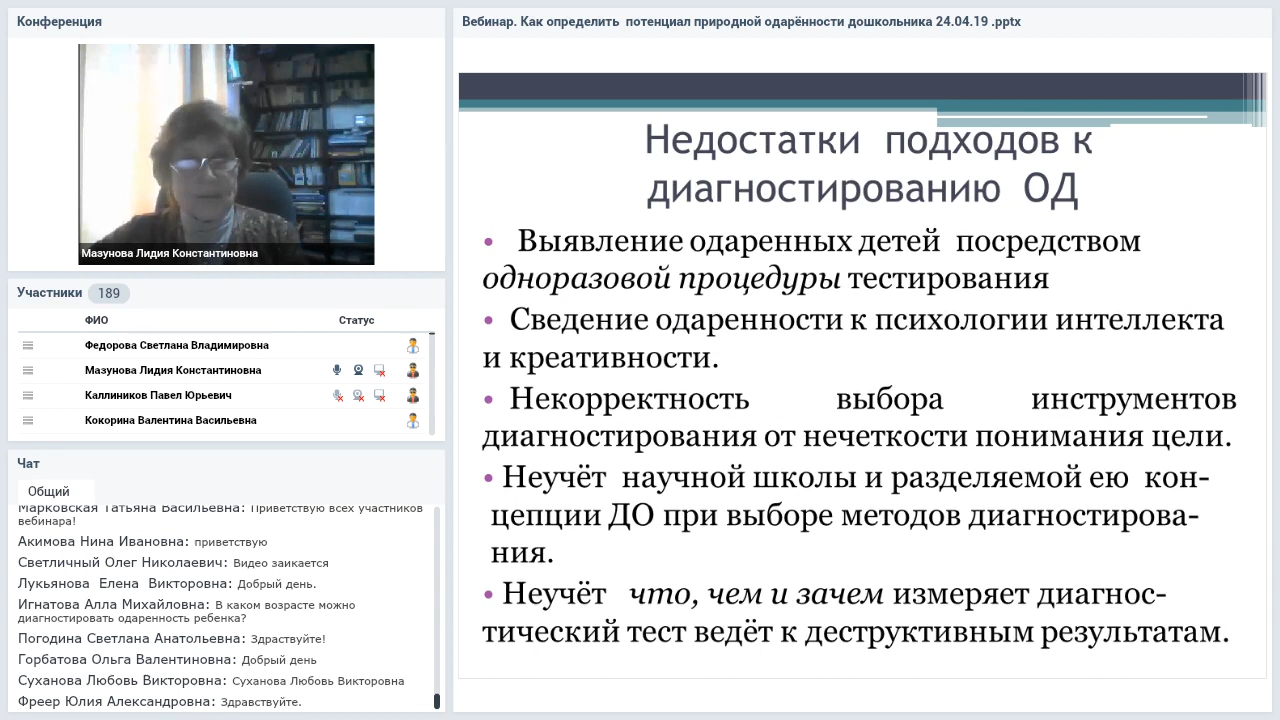 Конференция
Мазунова Лидия Константиновна
Участники 189
ФИО Статус
Федорова Светлана Владимировна
Мазунова Лидия Константиновна
Каллиников Павел Юрьевич
Кокорина Валентина Васильевна
Чат
Общий
Марковская Татьяна Васильевна: Приветствую всех участников
вебинара!
Акимова Нина Ивановна: приветствую
Светличный Олег Николаевич: Видео заикается
Лукьянова Елена Викторовна: Добрый день.
Игнатова Алла Михайловна: В каком возрасте можно
диагностировать одаренность ребенка?
Погодина Светлана Анатольевна: Здраствуйте!
Горбатова Ольга Валентиновна: Добрый день
Суханова Любовь Викторовна: Суханова Любовь Викторовна
Фреер Юлия Александровна: Здравствуйте.
Вебинар. Как определить потенциал природной одарённости дошкольника 24.04.19 .pptx
Недостатки подходов к
диагностированию ОД
• Выявление одаренных детей посредством
одноразовой процедуры тестирования
• Сведение одаренности к психологии интеллекта
и креативности.
• Некорректность выбора инструментов
диагностирования от нечеткости понимания цели.
• Неучёт научной школы и разделяемой ею кон-
цепции ДО при выборе методов диагностирова-
ния.
• Неучёт что, чем и зачем измеряет диагнос-
тический тест ведёт к деструктивным результатам.